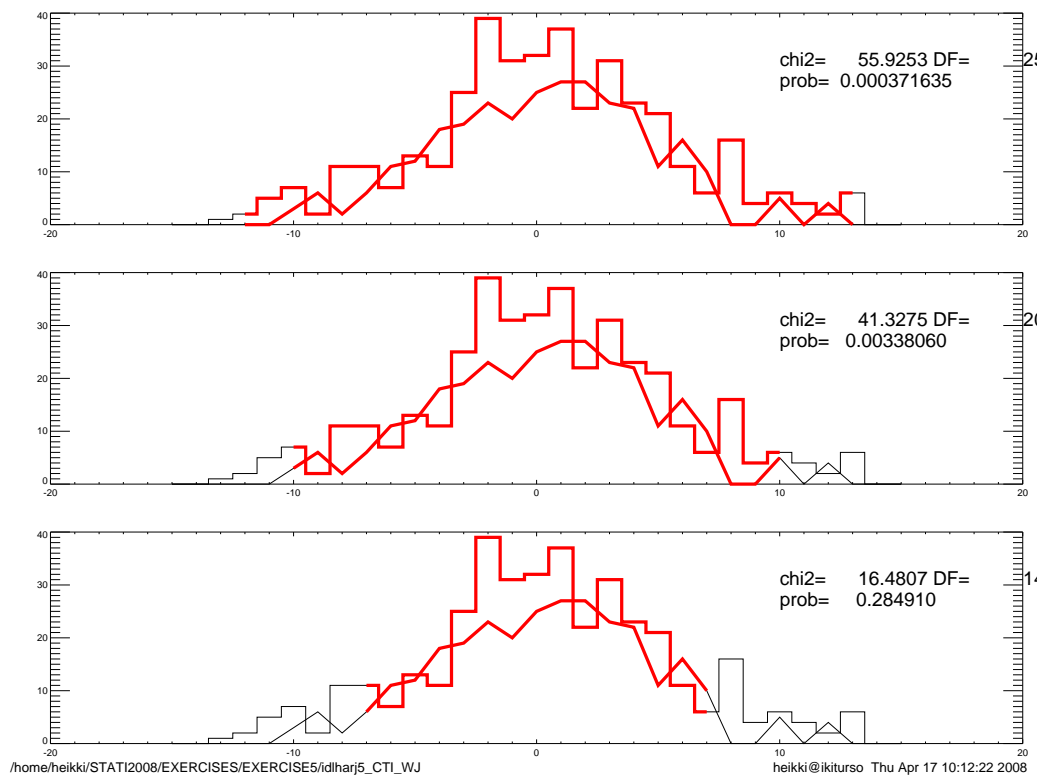 40
30
20
10
0
chi2= 55.9253 DF= 25
prob= 0.000371635
-20 -10 0 10 20
40
30
20
10
0
chi2= 41.3275 DF= 20
prob= 0.00338060
-20 -10 0 10 20
40
30
20
10
0
chi2= 16.4807 DF= 14
prob= 0.284910
-20 -10 0 10 20
/home/heikki/STATI2008/EXERCISES/EXERCISE5/idlharj5_CTI_WJ heikki@ikiturso Thu Apr 17 10:12:22 2008